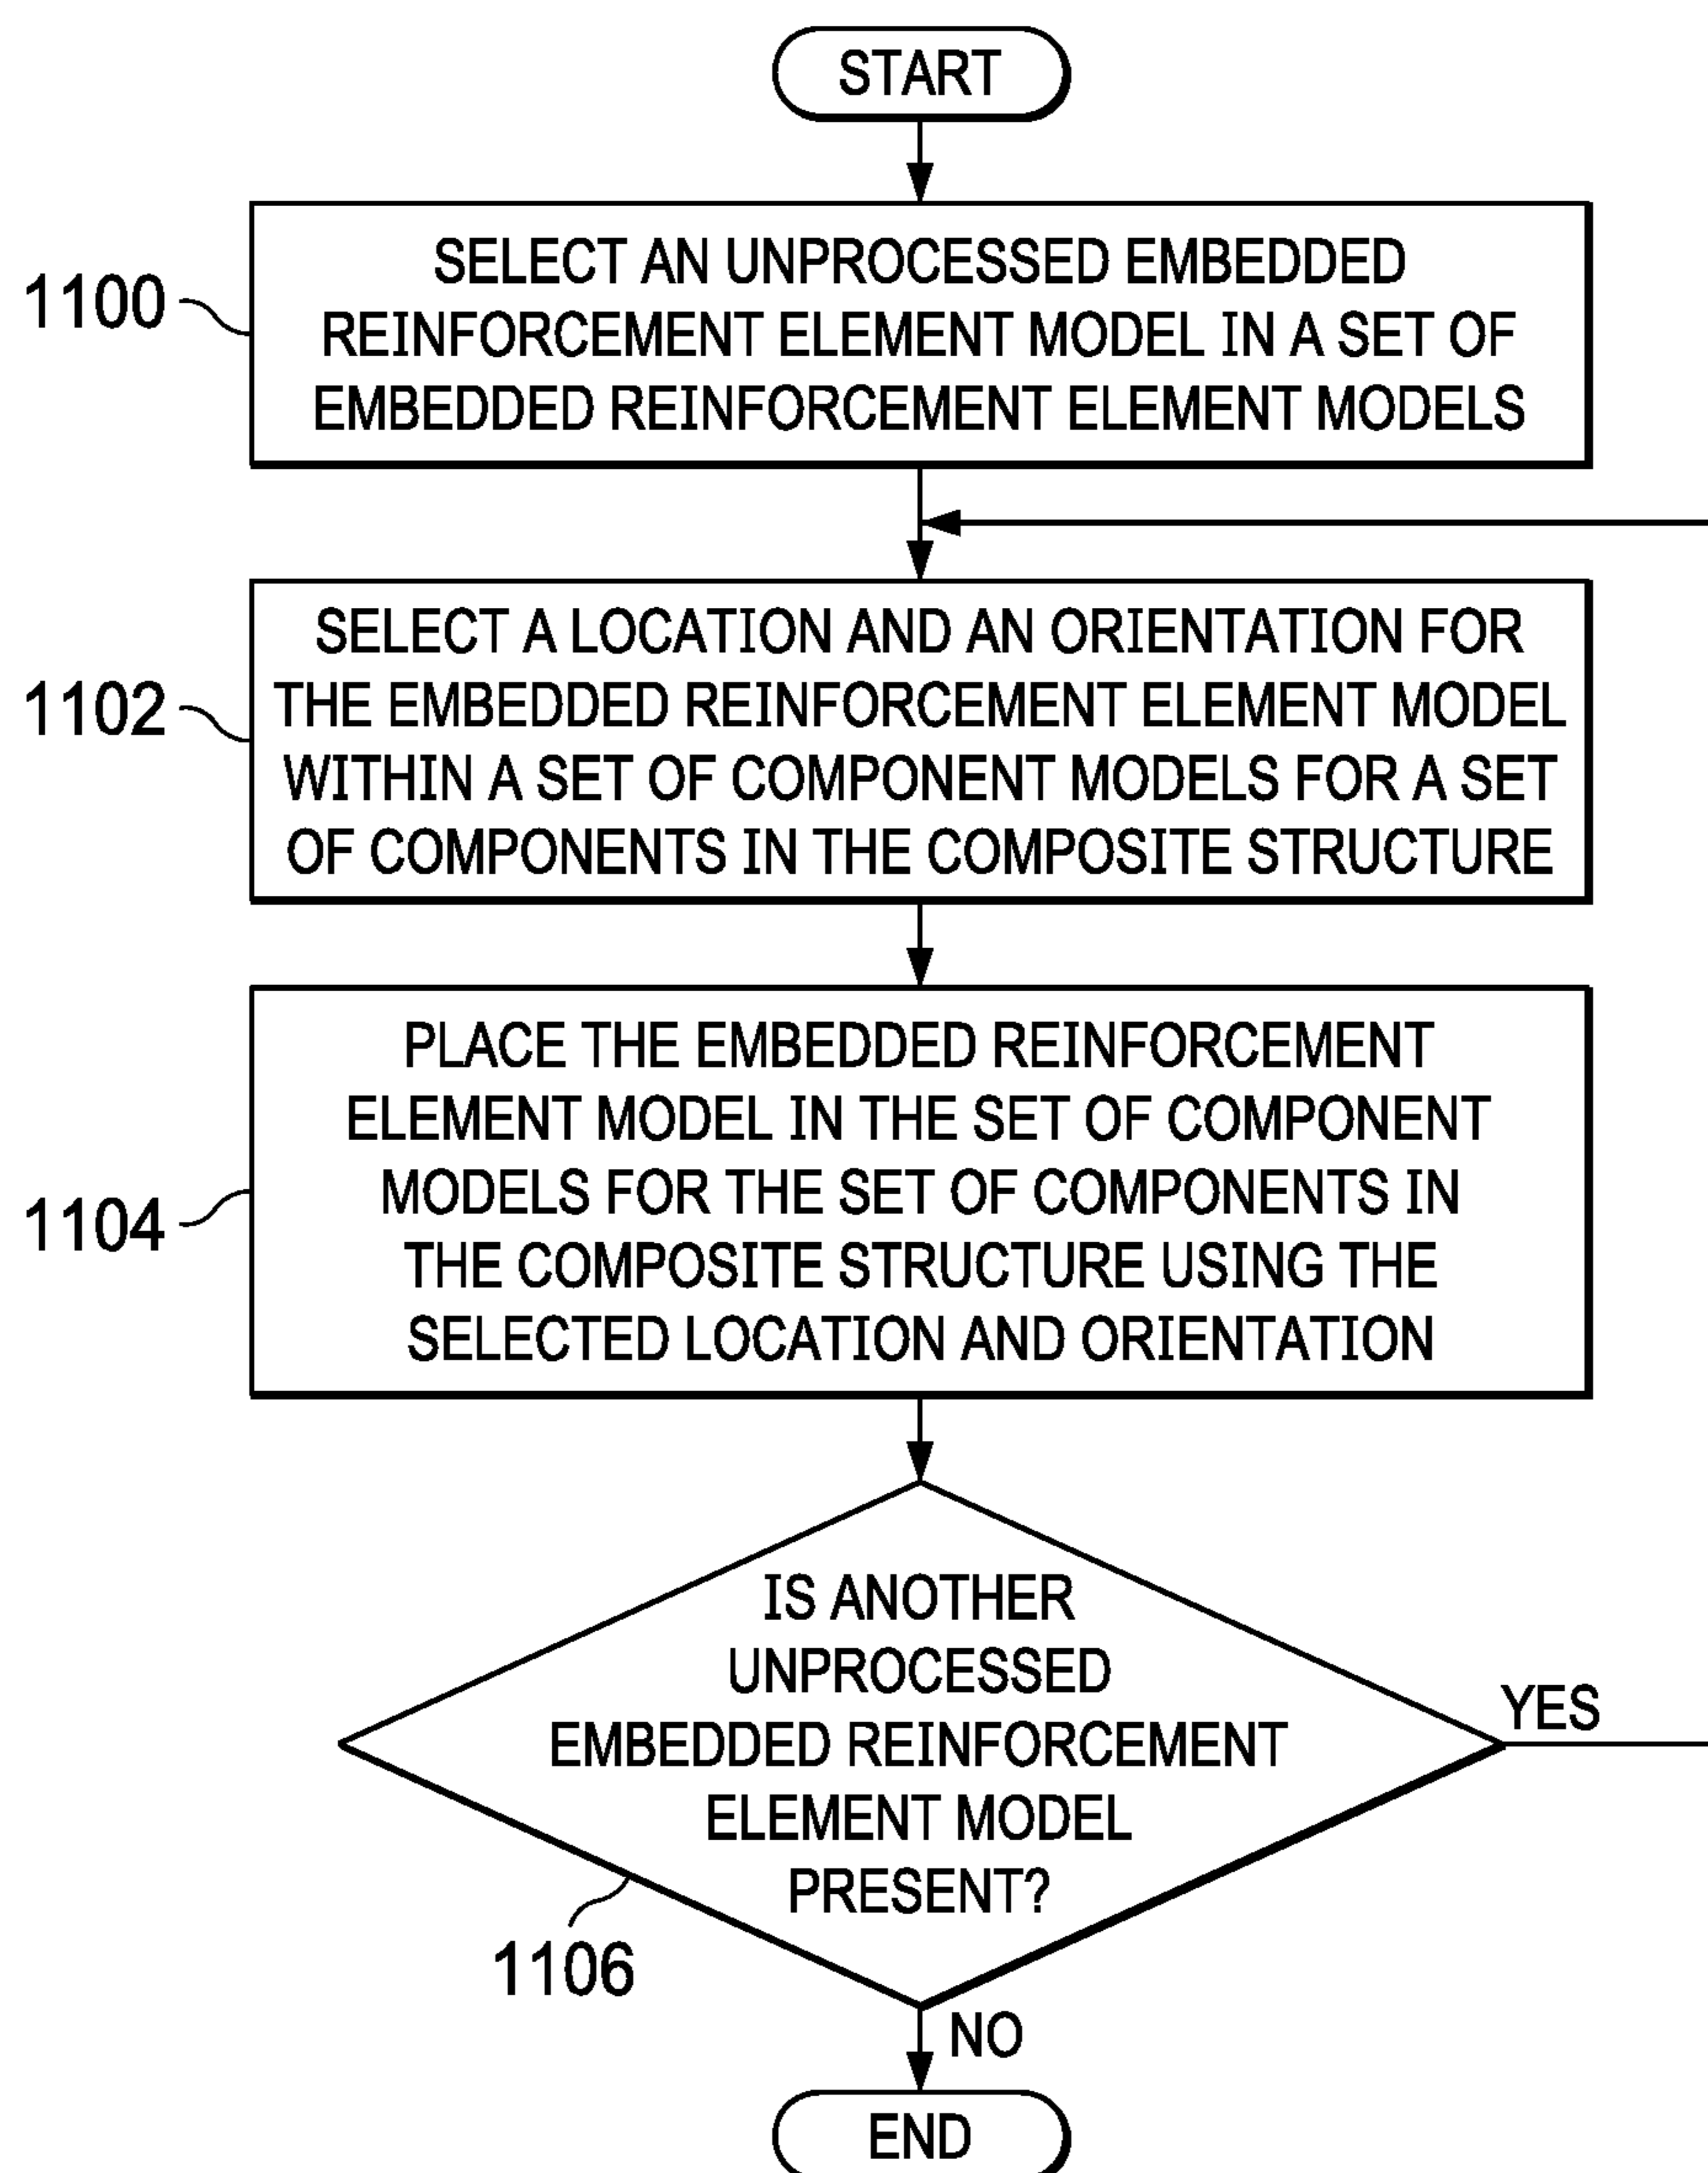 START
1100
SELECT AN UNPROCESSED EMBEDDED
REINFORCEMENT ELEMENT MODEL IN A SET OF
EMBEDDED REINFORCEMENT ELEMENT MODELS
1102
SELECT A LOCATION AND AN ORIENTATION FOR
THE EMBEDDED REINFORCEMENT ELEMENT MODEL
WITHIN A SET OF COMPONENT MODELS FOR A SET
OF COMPONENTS IN THE COMPOSITE STRUCTURE
1104
PLACE THE EMBEDDED REINFORCEMENT
ELEMENT MODEL IN THE SET OF COMPONENT
MODELS FOR THE SET OF COMPONENTS IN
THE COMPOSITE STRUCTURE USING THE
SELECTED LOCATION AND ORIENTATION
IS ANOTHER
UNPROCESSED
EMBEDDED REINFORCEMENT
ELEMENT MODEL
PRESENT?
YES
1106
NO
END